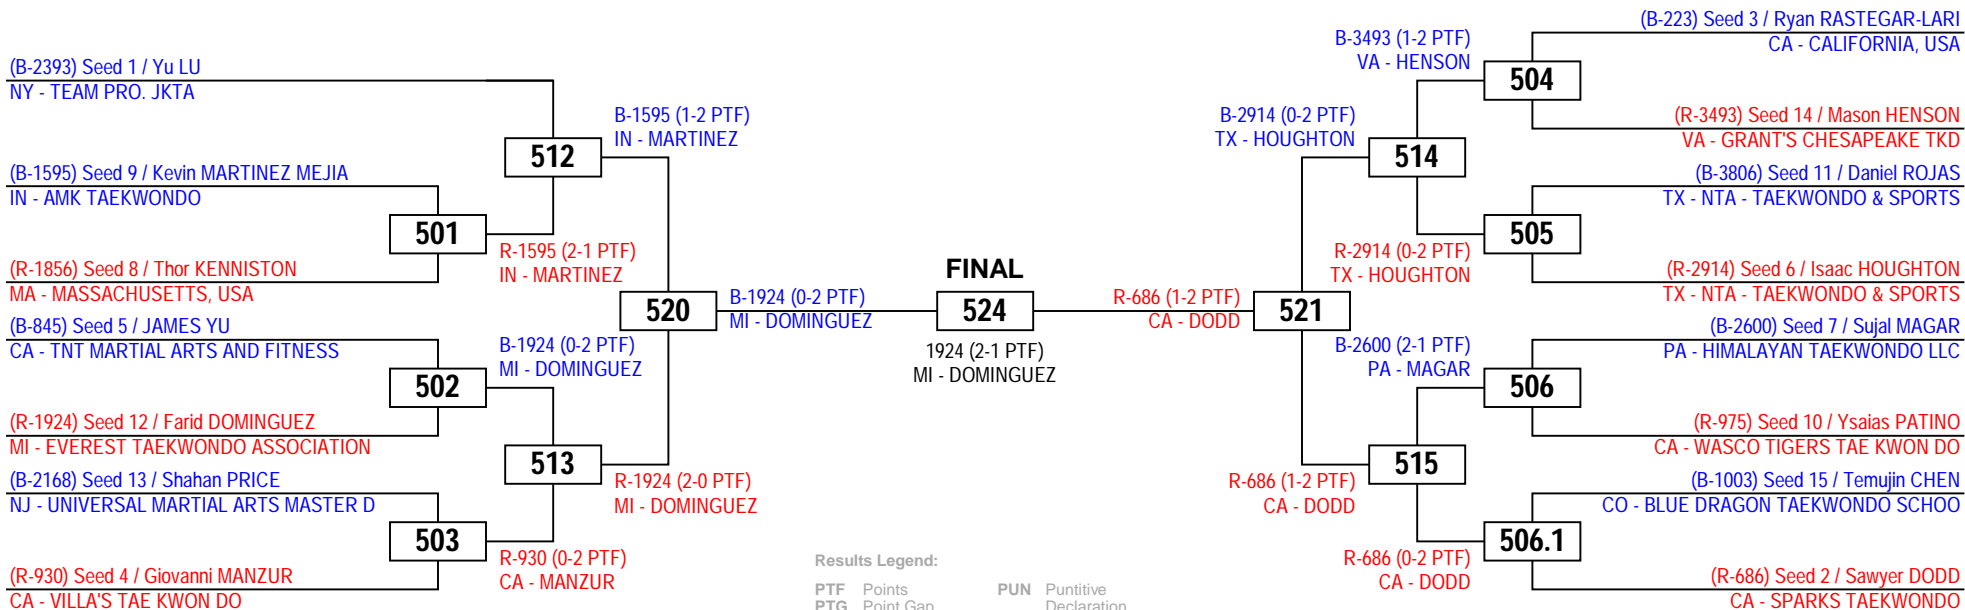 (B-2393) Seed 1 / Yu LU
NY - TEAM PRO. JKTA
(B-1595) Seed 9 / Kevin MARTINEZ MEJIA
IN - AMK TAEKWONDO
(R-1856) Seed 8 / Thor KENNISTON
MA - MASSACHUSETTS, USA
(B-845) Seed 5 / JAMES YU
CA - TNT MARTIAL ARTS AND FITNESS
(R-1924) Seed 12 / Farid DOMINGUEZ
MI - EVEREST TAEKWONDO ASSOCIATION
(B-2168) Seed 13 / Shahan PRICE
NJ - UNIVERSAL MARTIAL ARTS MASTER D
(R-930) Seed 4 / Giovanni MANZUR
CA - VILLA'S TAE KWON DO
501
502
503
R-1595 (2-1 PTF)
IN - MARTINEZ
B-1924 (0-2 PTF)
MI - DOMINGUEZ
R-930 (0-2 PTF)
CA - MANZUR
512
513
B-1595 (1-2 PTF)
IN - MARTINEZ
R-1924 (2-0 PTF)
MI - DOMINGUEZ
520
B-1924 (0-2 PTF)
MI - DOMINGUEZ
FINAL
524
1924 (2-1 PTF)
MI - DOMINGUEZ
R-686 (1-2 PTF)
CA - DODD
521
B-2914 (0-2 PTF)
TX - HOUGHTON
R-686 (1-2 PTF)
CA - DODD
514
515
B-3493 (1-2 PTF)
VA - HENSON
R-2914 (0-2 PTF)
TX - HOUGHTON
B-2600 (2-1 PTF)
PA - MAGAR
R-686 (0-2 PTF)
CA - DODD
504
505
506
506.1
(B-223) Seed 3 / Ryan RASTEGAR-LARI
CA - CALIFORNIA, USA
(R-3493) Seed 14 / Mason HENSON
VA - GRANT'S CHESAPEAKE TKD
(B-3806) Seed 11 / Daniel ROJAS
TX - NTA - TAEKWONDO & SPORTS
(R-2914) Seed 6 / Isaac HOUGHTON
TX - NTA - TAEKWONDO & SPORTS
(B-2600) Seed 7 / Sujal MAGAR
PA - HIMALAYAN TAEKWONDO LLC
(R-975) Seed 10 / Ysaias PATINO
CA - WASCO TIGERS TAE KWON DO
(B-1003) Seed 15 / Temujin CHEN
CO - BLUE DRAGON TAEKWONDO SCHOO
(R-686) Seed 2 / Sawyer DODD
CA - SPARKS TAEKWONDO
Results Legend:
PTF Points PUN Puntitive
PTG Point Gap Declaration